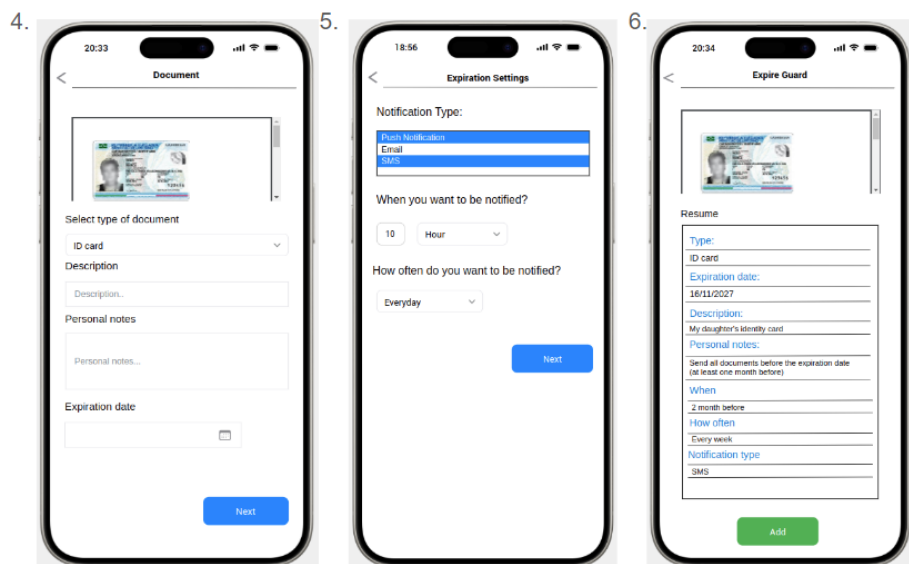 4.
20:33
Document
Select type of document
ID card
Description
Description..
Personal notes
Personal notes...
Expiration date
Next
5.
18:56
Expiration Settings
Notification Type:
Push Notification
Email
SMS
When you want to be notified?
10 Hour
How often do you want to be notified?
Everyday
Next
6.
20:34
Expire Guard
Resume
Type:
ID card
Expiration date:
16/11/2027
Description:
My daughter's identity card
Personal notes:
Send all documents before the expiration date
(at least one month before)
When
2 month before
How often
Every week
Notification type
SMS
Add